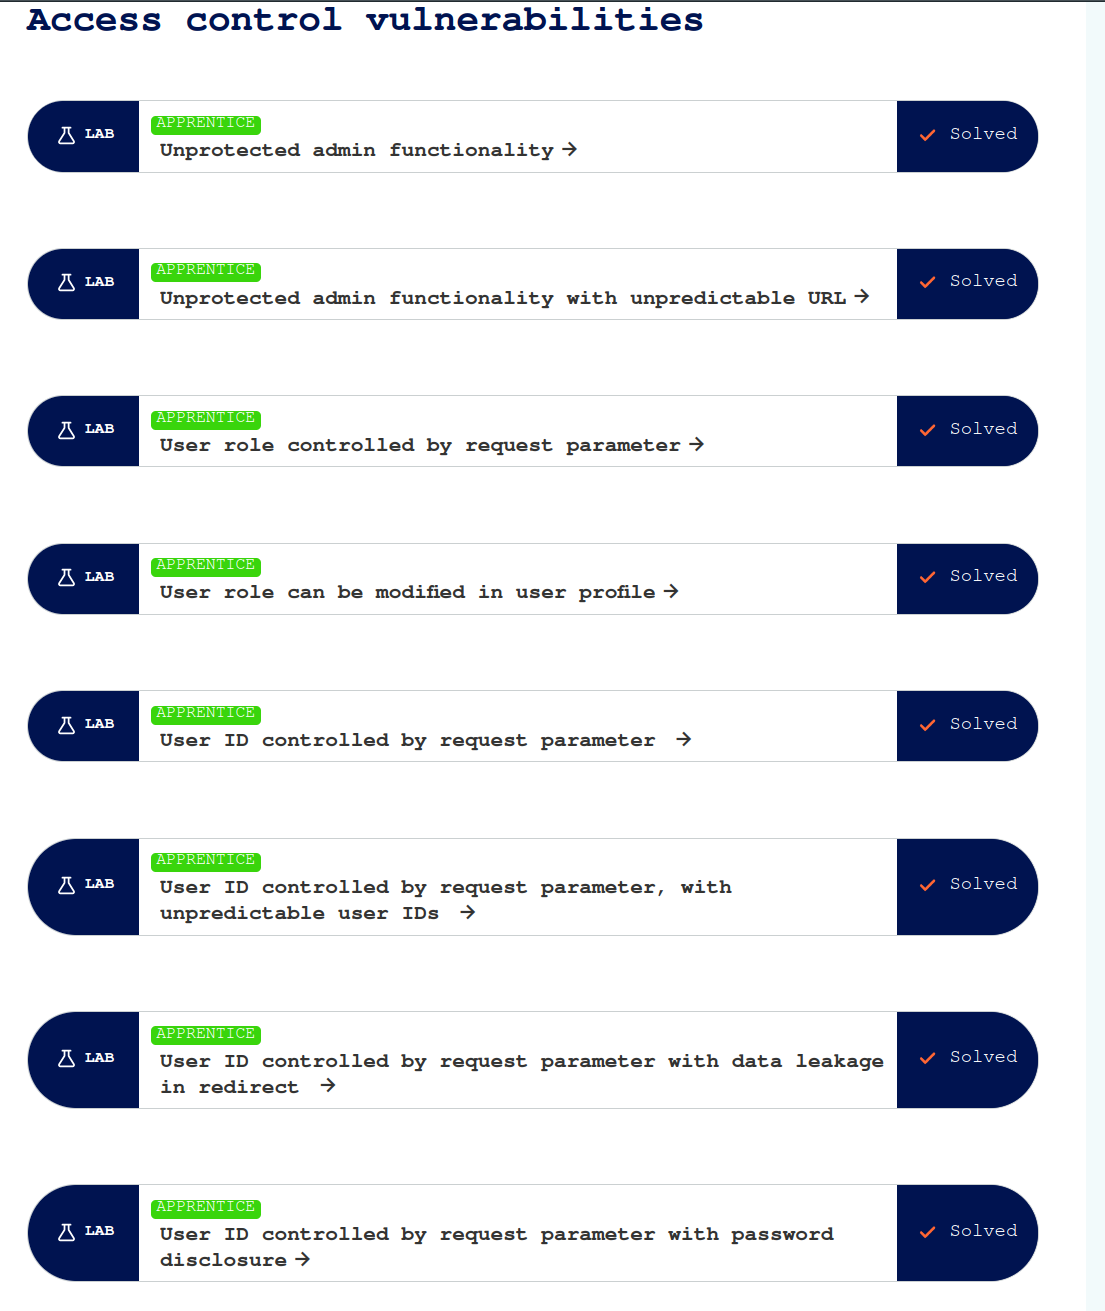 Access control vulnerabilities
LAB
APPRENTICE
Unprotected admin functionality
Solved
LAB
APPRENTICE
Unprotected admin functionality with unpredictable URL
Solved
LAB
APPRENTICE
User role controlled by request parameter
Solved
LAB
APPRENTICE
User role can be modified in user profile
Solved
LAB
APPRENTICE
User ID controlled by request parameter
Solved
LAB
APPRENTICE
User ID controlled by request parameter, with
unpredictable user IDs
Solved
LAB
APPRENTICE
User ID controlled by request parameter with data leakage
in redirect
Solved
LAB
APPRENTICE
User ID controlled by request parameter with password
disclosure
Solved